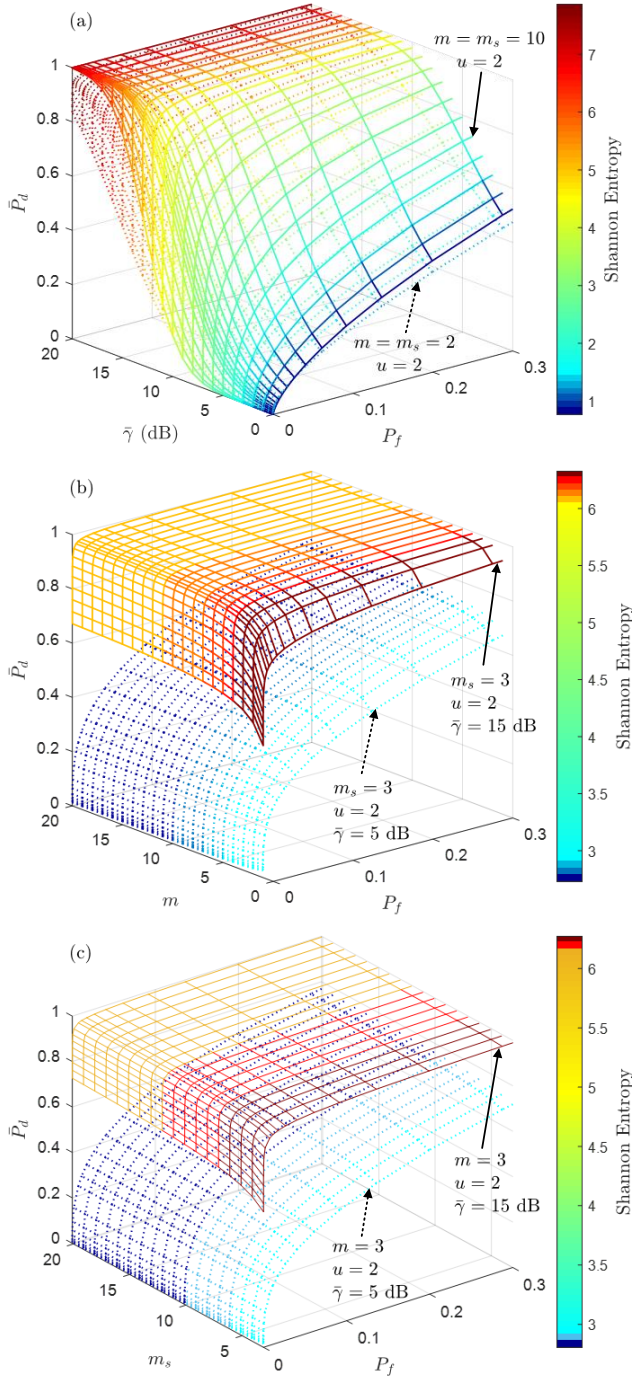 (a)
m = m_s = 10
u = 2
1
0.8
0.6
0.4
0.2
0
P̄_d
20
15
10
5
0
γ̄ (dB)
m = m_s = 2
u = 2
0
0.1
0.2
0.3
P_f
7
6
5
4
3
2
1
Shannon Entropy
(b)
1
0.8
0.6
0.4
0.2
0
P̄_d
20
15
10
5
0
m
m_s = 3
u = 2
γ̄ = 15 dB
m_s = 3
u = 2
γ̄ = 5 dB
0
0.1
0.2
0.3
P_f
6
5.5
5
4.5
4
3.5
3
Shannon Entropy
(c)
1
0.8
0.6
0.4
0.2
0
P̄_d
20
15
10
5
m_s
m = 3
u = 2
γ̄ = 15 dB
m = 3
u = 2
γ̄ = 5 dB
0
0.1
0.2
0.3
P_f
6
5.5
5
4.5
4
3.5
3
Shannon Entropy